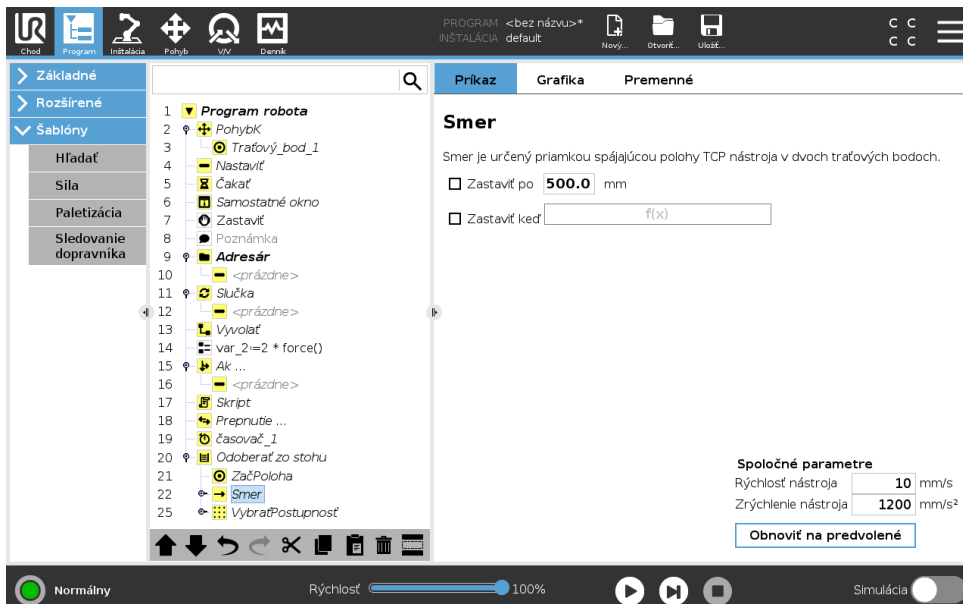 PROGRAM <bez názvu>*
INŠTALÁCIA default
Chod
Program
Inštalácia
Pohyb
V/V
Denník
Nový...
Otvoriť...
Uložiť...
C C
C C
Základné
Rozšírené
Šablóny
Hľadať
Sila
Paletizácia
Sledovanie
dopravníka
1 Program robota
2 PohybK
3 Traťový_bod_1
4 Nastaviť
5 Čakať
6 Samostatné okno
7 Zastaviť
8 Poznámka
9 Adresár
10 <prázdne>
11 Slučka
12 <prázdne>
13 Vyvolať
14 var_2≔2 * force()
15 Ak ...
16 <prázdne>
17 Skript
18 Prepnutie ...
19 časovač_1
20 Odoberať zo stohu
21 ZačPoloha
22 Smer
25 VybraťPostupnosť
Príkaz Grafika Premenné
Smer
Smer je určený priamkou spájajúcou polohy TCP nástroja v dvoch traťových bodoch.
Zastaviť po 500.0 mm
Zastaviť keď f(x)
Spoločné parametre
Rýchlosť nástroja 10 mm/s
Zrýchlenie nástroja 1200 mm/s²
Obnoviť na predvolené
Normálny
Rýchlosť 100%
Simulácia